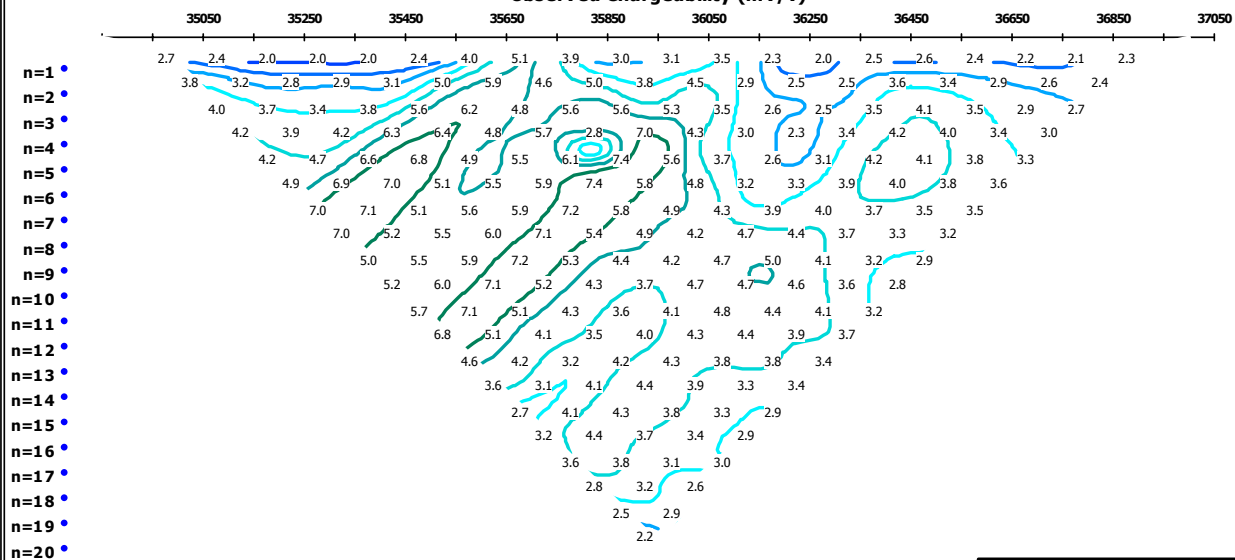 Observed Chargeability (mV/V)
35050 35250 35450 35650 35850 36050 36250 36450 36650 36850 37050
2.7 2.4 2.0 2.0 2.0 2.4 4.0 5.1 3.9 3.0 3.1 3.5 2.3 2.0 2.5 2.6 2.4 2.2 2.1 2.3
n=1
3.8 3.2 2.8 2.9 3.1 5.0 5.9 4.6 5.0 3.8 4.5 2.9 2.5 2.5 3.6 3.4 2.9 2.6 2.4
n=2
4.0 3.7 3.4 3.8 5.6 6.2 4.8 5.6 5.6 5.3 3.5 2.6 2.5 3.5 4.1 3.5 2.9 2.7
n=3
4.2 3.9 4.2 6.3 6.4 4.8 5.7 2.8 7.0 4.3 3.0 2.3 3.4 4.2 4.0 3.4 3.0
n=4
4.2 4.7 6.6 6.8 4.9 5.5 6.1 7.4 5.6 3.7 2.6 3.1 4.2 4.1 3.8 3.3
n=5
4.9 6.9 7.0 5.1 5.5 5.9 7.4 5.8 4.8 3.2 3.3 3.9 4.0 3.8 3.6
n=6
7.0 7.1 5.1 5.6 5.9 7.2 5.8 4.9 4.3 3.9 4.0 3.7 3.5 3.5
n=7
7.0 5.2 5.5 6.0 7.1 5.4 4.9 4.2 4.7 4.4 3.7 3.3 3.2
n=8
5.0 5.5 5.9 7.2 5.3 4.4 4.2 4.7 5.0 4.1 3.2 2.9
n=9
5.2 6.0 7.1 5.2 4.3 3.7 4.7 4.7 4.6 3.6 2.8
n=10
5.7 7.1 5.1 4.3 3.6 4.1 4.8 4.4 4.1 3.2
n=11
6.8 5.1 4.1 3.5 4.0 4.3 4.4 3.9 3.7
n=12
4.6 4.2 3.2 4.2 4.3 3.8 3.8 3.4
n=13
3.6 3.1 4.1 4.4 3.9 3.3 3.4
n=14
2.7 4.1 4.3 3.8 3.3 2.9
n=15
3.2 4.4 3.7 3.4 2.9
n=16
3.6 3.8 3.1 3.0
n=17
2.8 3.2 2.6
n=18
2.5 2.9
n=19
2.2
n=20